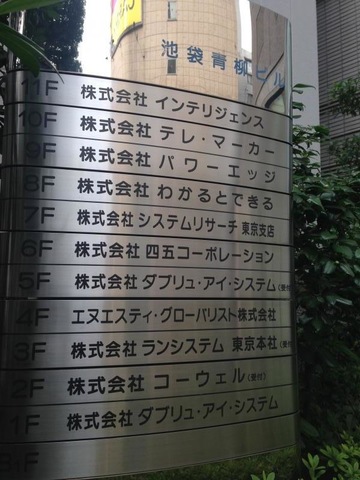 池袋青柳ビル
11F 株式会社 インテリジェンス
10F 株式会社 テレ・マーカー
9F 株式会社 パワーエッジ
8F 株式会社 わかるとできる
7F 株式会社 システムリサーチ 東京支店
6F 株式会社 四五コーポレーション
5F 株式会社 ダブリュ・アイ・システム (受付)
4F エヌエスティ・グローバリスト株式会社
3F 株式会社 ランシステム 東京本社 (受付)
2F 株式会社 コーウェル (受付)
1F 株式会社 ダブリュ・アイ・システム
B1F